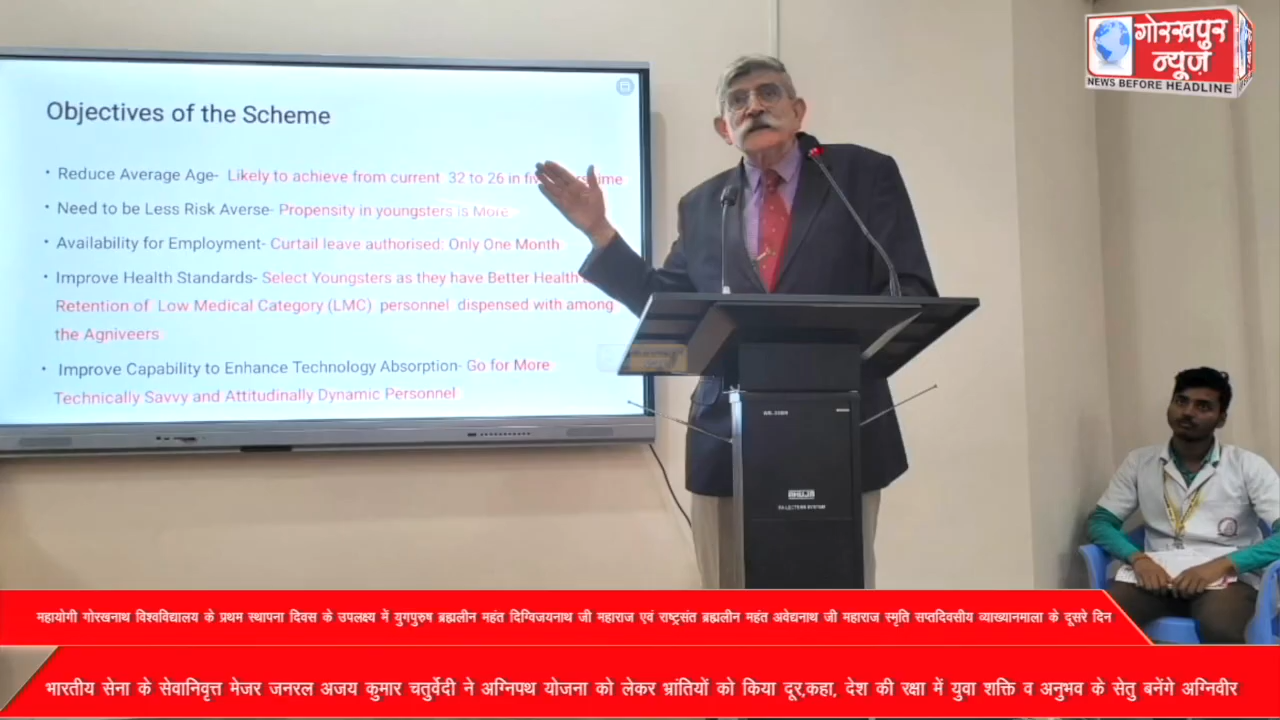 गोरखपुर
न्यूज़
NEWS BEFORE HEADLINE
Objectives of the Scheme
• Reduce Average Age- Likely to achieve from current 32 to 26 in
• Need to be Less Risk Averse- Propensity in youngsters is More
• Availability for Employment- Curtail leave authorised: Only One Month
• Improve Health Standards- Select Youngsters as they have Better Health
Retention of Low Medical Category (LMC) personnel dispensed with among
the Agniveers
• Improve Capability to Enhance Technology Absorption- Go for More
Technically Savvy and Attitudinally Dynamic Personnel
AHUJA
महायोगी गोरखनाथ विश्वविद्यालय के प्रथम स्थापना दिवस के उपलक्ष्य में युगपुरुष ब्रह्मलीन महंत दिग्विजयनाथ जी महाराज एवं राष्ट्रसंत ब्रह्मलीन महंत अवेद्यनाथ जी महाराज स्मृति सप्तदिवसीय व्याख्यानमाला के दूसरे दिन
भारतीय सेना के सेवानिवृत्त मेजर जनरल अजय कुमार चतुर्वेदी ने अग्निपथ योजना को लेकर भ्रांतियों को किया दूर,कहा, देश की रक्षा में युवा शक्ति व अनुभव के सेतु बनेंगे अग्निवीर